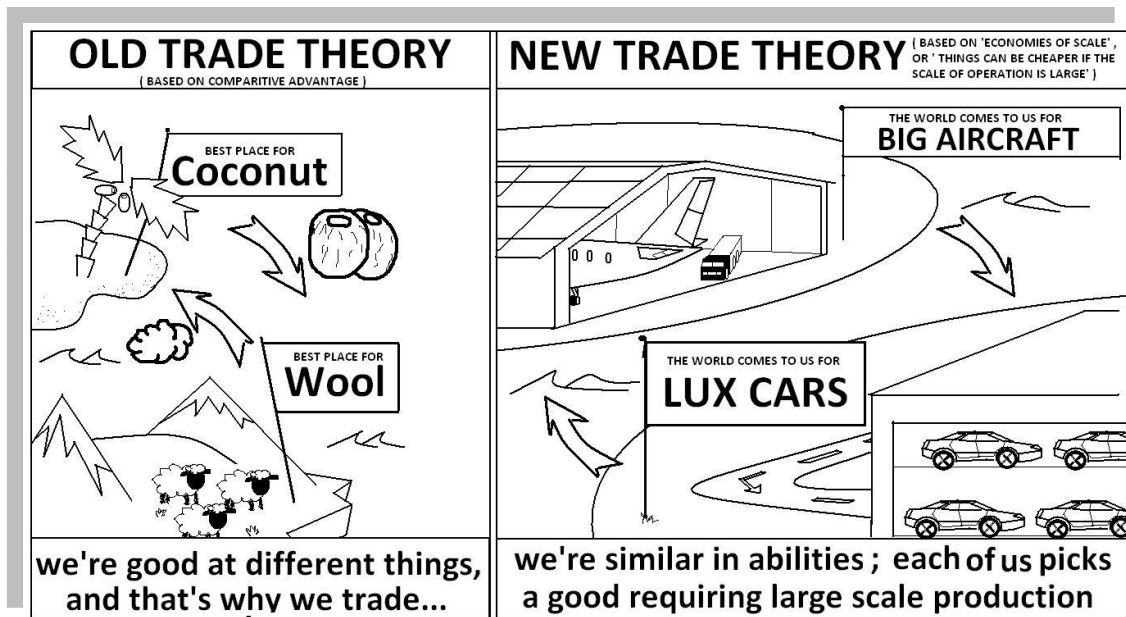 OLD TRADE THEORY
( BASED ON COMPARITIVE ADVANTAGE )
BEST PLACE FOR
Coconut
BEST PLACE FOR
Wool
we're good at different things,
and that's why we trade...
NEW TRADE THEORY
( BASED ON 'ECONOMIES OF SCALE' ,
OR ' THINGS CAN BE CHEAPER IF THE
SCALE OF OPERATION IS LARGE' )
THE WORLD COMES TO US FOR
BIG AIRCRAFT
THE WORLD COMES TO US FOR
LUX CARS
we're similar in abilities ; each of us picks
a good requiring large scale production